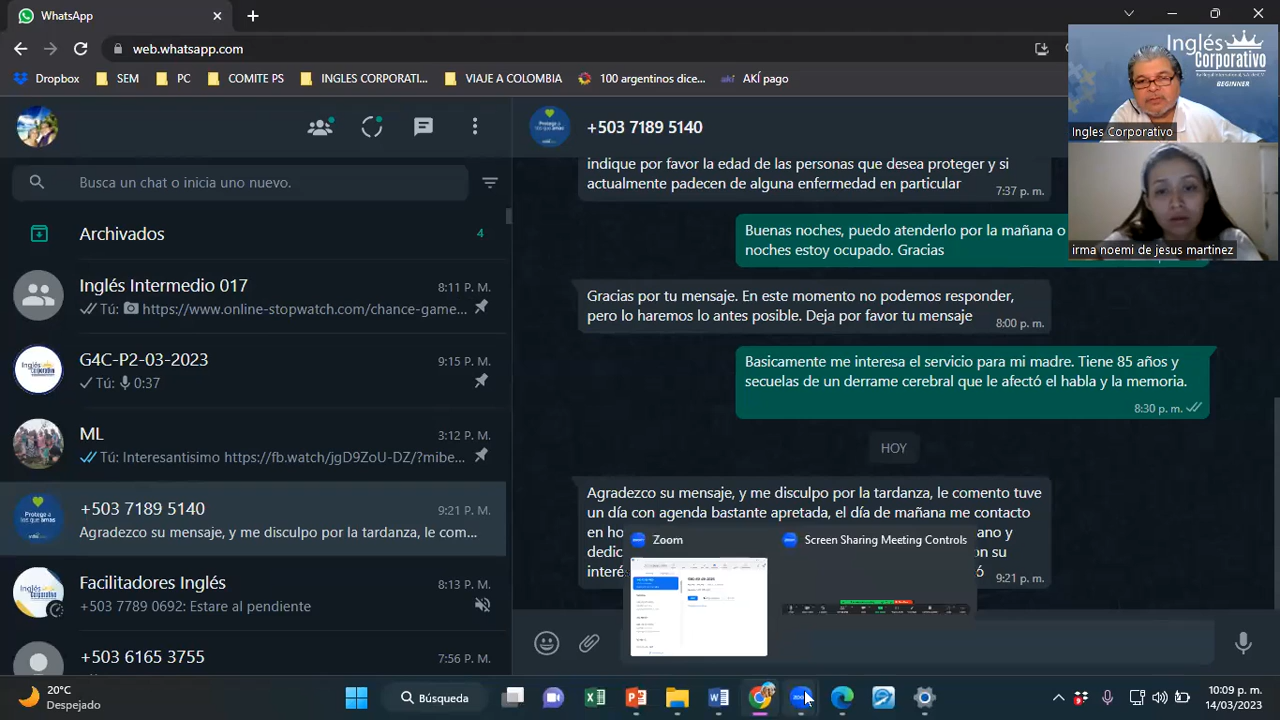 WhatsApp
web.whatsapp.com
Dropbox
SEM
PC
COMITE PS
INGLES CORPORATI...
VIAJE A COLOMBIA
100 argentinos dice...
AKÍ pago
Inglés
Corporativo
BEGINNER
Ingles Corporativo
irma noemi de jesus martinez
Busca un chat o inicia uno nuevo.
Archivados
4
Inglés Intermedio 017
8:11 P. M.
Tú: https://www.online-stopwatch.com/chance-game...
G4C-P2-03-2023
9:15 P. M.
Tú: 0:37
ML
3:12 P. M.
Tú: Interesantisimo https://fb.watch/jgD9ZoU-DZ/?mibe...
+503 7189 5140
9:21 P. M.
Agradezco su mensaje, y me disculpo por la tardanza, le com...
Facilitadores Inglés
8:13 P. M.
+503 6165 3755
7:56 P. M.
+503 7189 5140
indique por favor la edad de las personas que desea proteger y si
actualmente padecen de alguna enfermedad en particular
7:37 p. m.
Buenas noches, puedo atenderlo por la mañana o
noches estoy ocupado. Gracias
Gracias por tu mensaje. En este momento no podemos responder,
pero lo haremos lo antes posible. Deja por favor tu mensaje
8:00 p. m.
Basicamente me interesa el servicio para mi madre. Tiene 85 años y
secuelas de un derrame cerebral que le afectó el habla y la memoria.
8:30 p. m.
HOY
Agradezco su mensaje, y me disculpo por la tardanza, le comento tuve
un día con agenda bastante apretada, el día de mañana me contacto
en ho
dedic
interé
9:21 p. m.
Zoom
Screen Sharing Meeting Controls
20°C
Despejado
Búsqueda
10:09 p. m.
14/03/2023